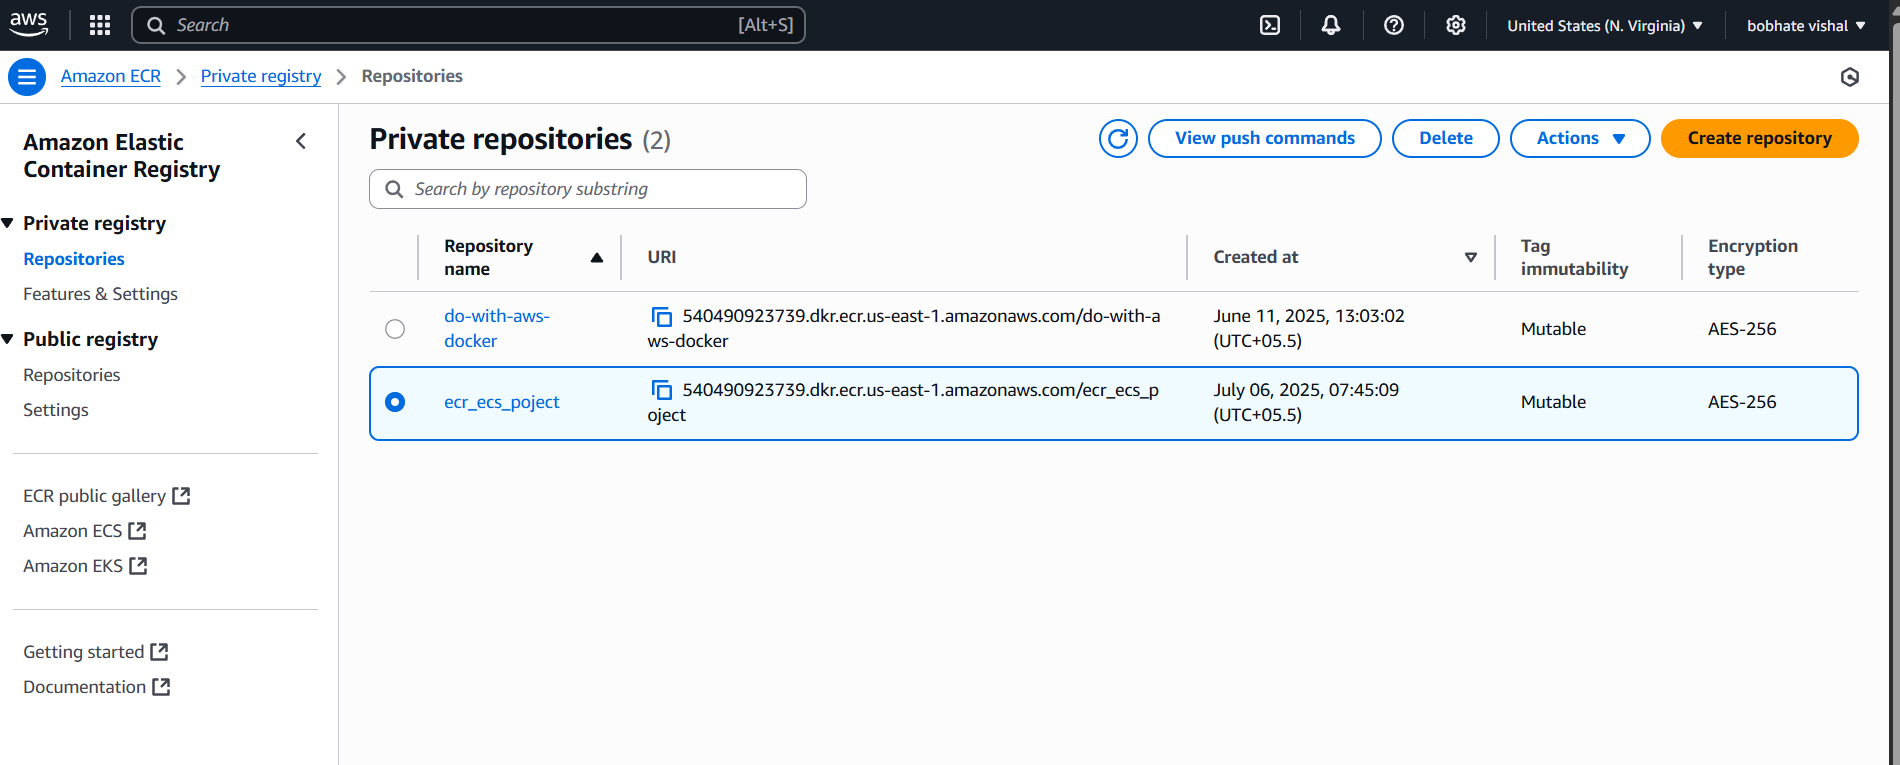 aws
Search [Alt+S]
United States (N. Virginia)
bobhate vishal
Amazon ECR
Private registry
Repositories
Amazon Elastic
Container Registry
Private registry
Repositories
Features & Settings
Public registry
Repositories
Settings
ECR public gallery
Amazon ECS
Amazon EKS
Getting started
Documentation
Private repositories (2)
View push commands
Delete
Actions
Create repository
Search by repository substring
Repository
name
URI
Created at
Tag
immutability
Encryption
type
do-with-aws-
docker
540490923739.dkr.ecr.us-east-1.amazonaws.com/do-with-a
ws-docker
June 11, 2025, 13:03:02
(UTC+05.5)
Mutable
AES-256
ecr_ecs_poject
540490923739.dkr.ecr.us-east-1.amazonaws.com/ecr_ecs_p
oject
July 06, 2025, 07:45:09
(UTC+05.5)
Mutable
AES-256